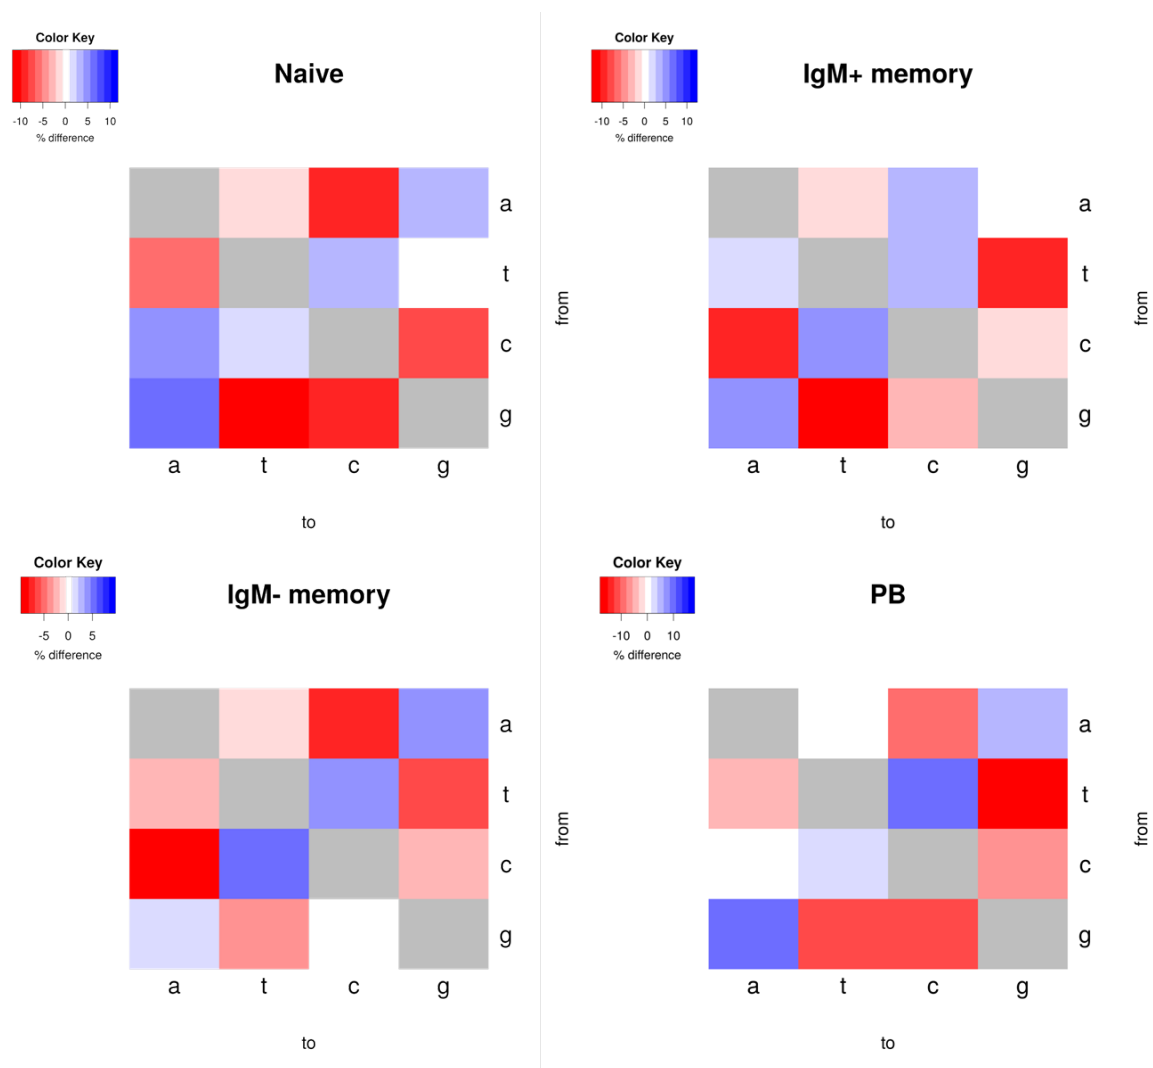 Color Key
-10 -5 0 5 10
% difference
Naive
a
t
c
g
a t c g
to
from
Color Key
-10 -5 0 5 10
% difference
IgM+ memory
a
t
c
g
a t c g
to
from
Color Key
-5 0 5
% difference
IgM- memory
a
t
c
g
a t c g
to
from
Color Key
-10 0 10
% difference
PB
a
t
c
g
a t c g
to
from